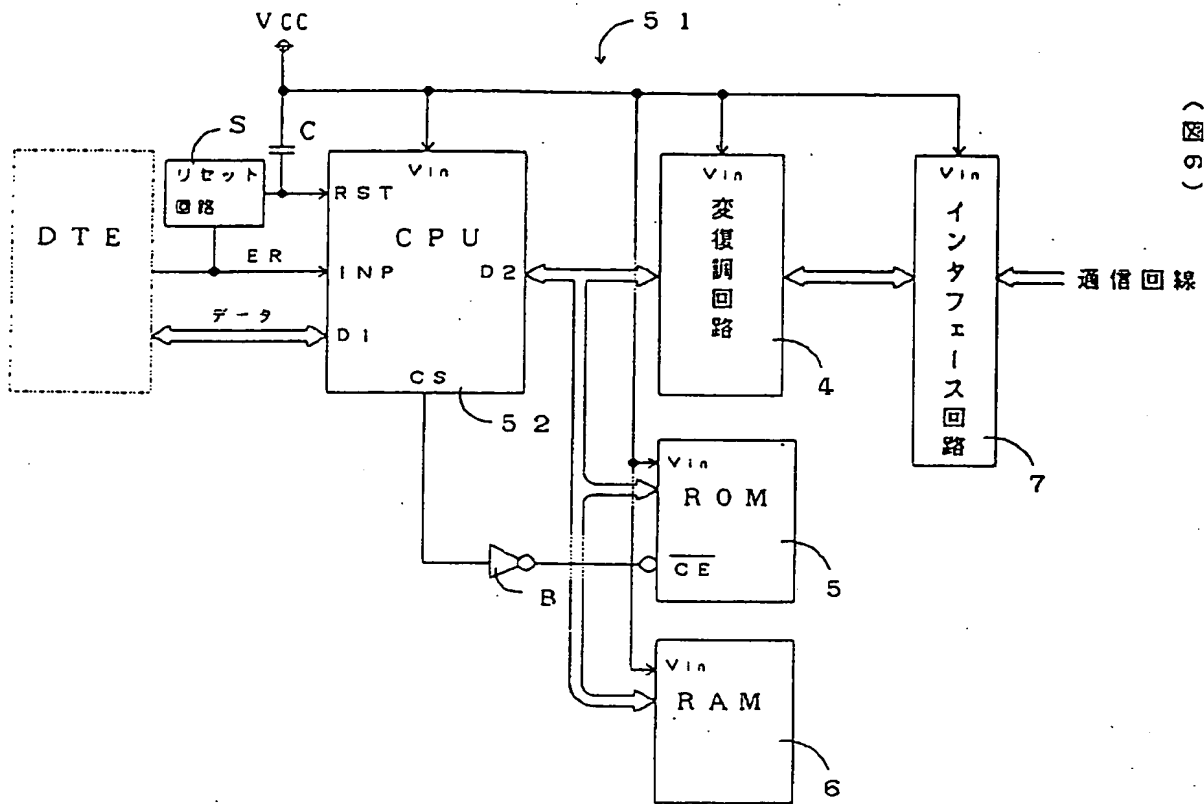 ５１
VCC
（図６）
S
C
リセット
回路
Vin
RST
CPU
DTE
ER
INP
D2
データ
D1
CS
５２
Vin
変復調回路
4
Vin
インタフェース回路
7
通信回線
Vin
ROM
CE
5
B
Vin
RAM
6